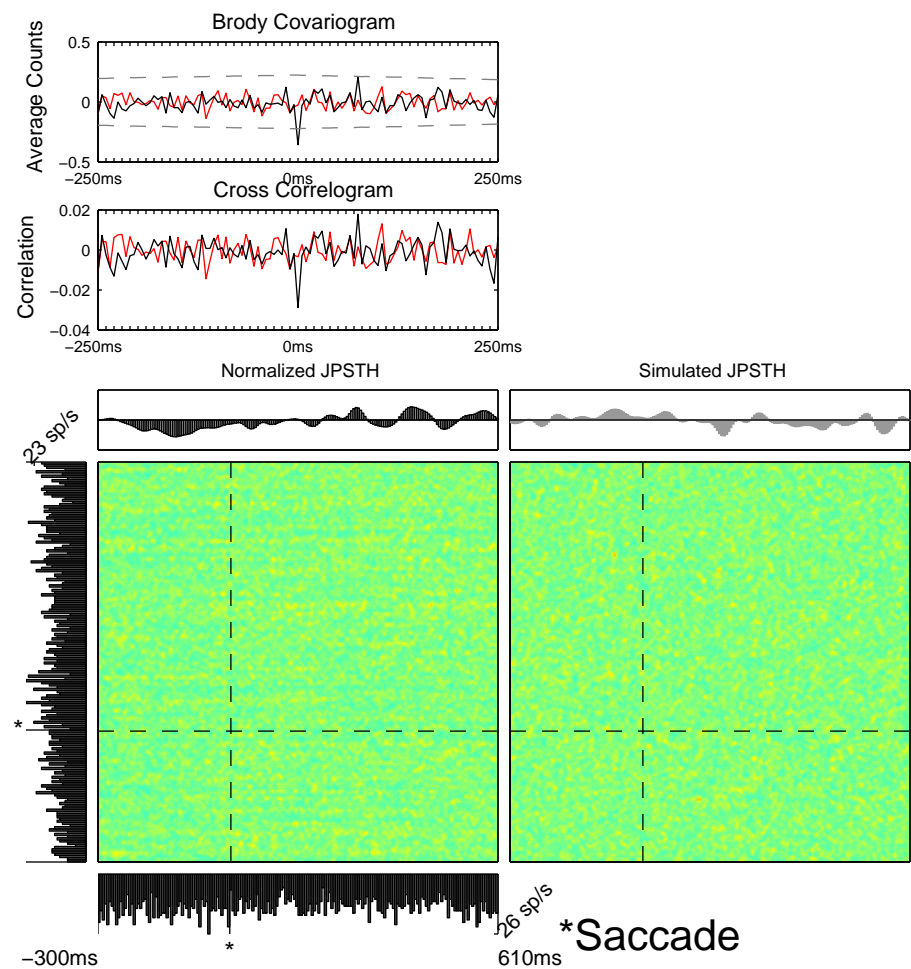 Brody Covariogram
0.5
Average Counts
0
−0.5
−250ms 0ms 250ms
Cross Correlogram
0.02
Correlation
0
−0.02
−0.04
−250ms 0ms 250ms
Normalized JPSTH Simulated JPSTH
23 sp/s
*
26 sp/s
*
*Saccade
−300ms 610ms